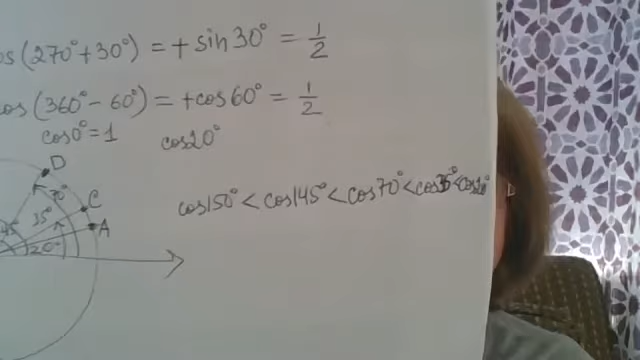 os(270°+30°) = + sin30° = 1/2
cos(360°-60°) = +cos60° = 1/2
cos0°=1 cos20°
D
70°
C
35°
A
20°
cos150° < cos145° < cos70° < cos35° < cos20°